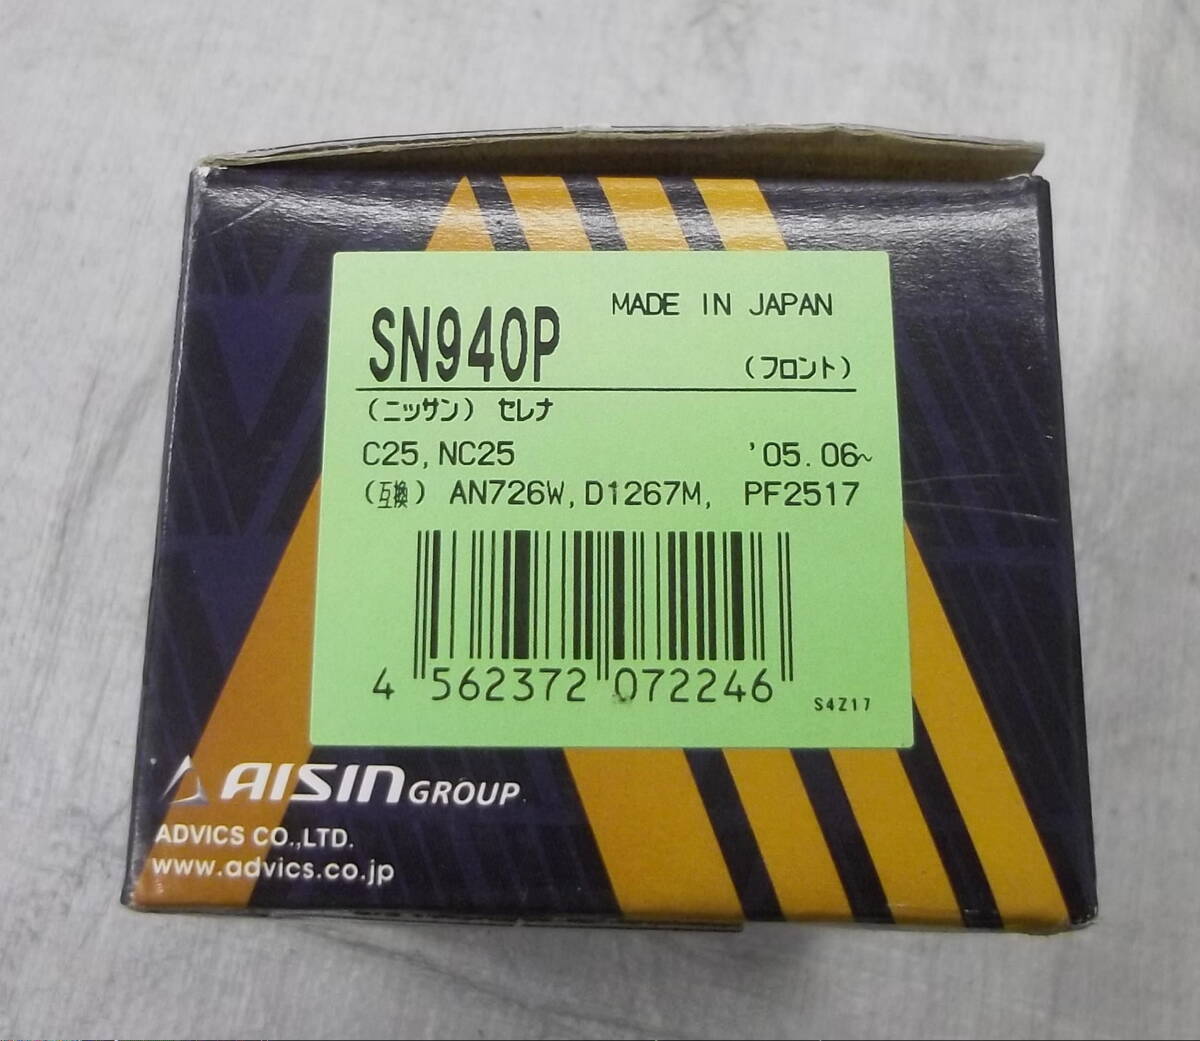 SN940P MADE IN JAPAN
(フロント)
(ニッサン) セレナ
C25, NC25 '05.06~
(互換) AN726W, D1267M, PF2517
4 562372 072246
S4Z17
AISIN GROUP
ADVICS CO.,LTD.
www.advics.co.jp